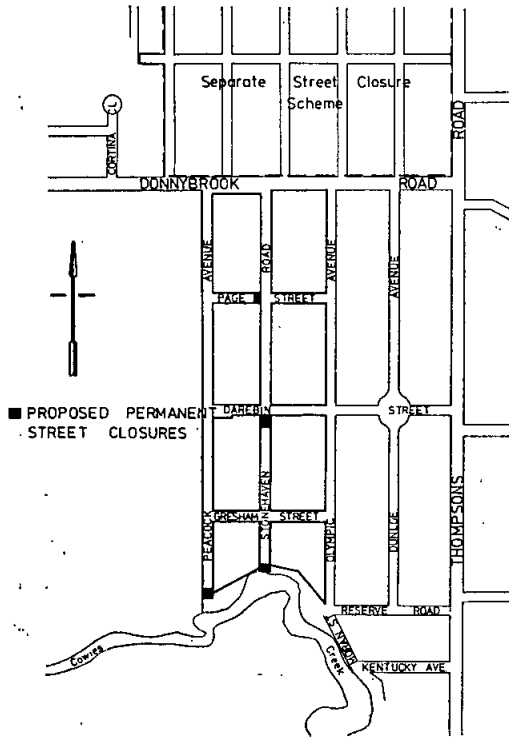 Separate Street Closure
Scheme
ROAD
CORTINA CL
DONNYBROOK ROAD
AVENUE
ROAD
AVENUE
AVENUE
PAGE STREET
PROPOSED PERMANENT
STREET CLOSURES
DAREBIN STREET
PEACOCK
GRESHAM STREET
STONEHAVEN
OLYMPIC
DUNLOE
THOMPSONS
RESERVE ROAD
Cowies
Creek
KENTUCKY AVE